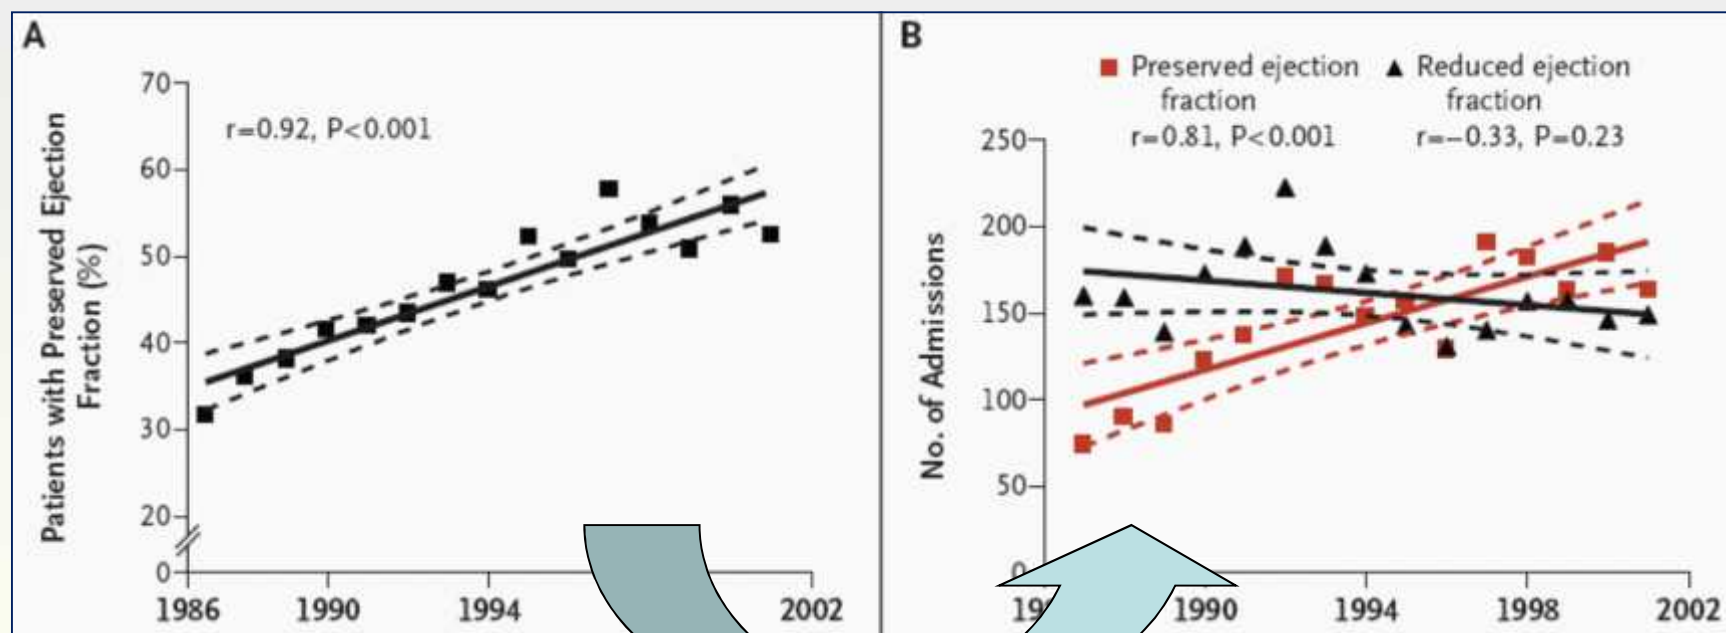 A
Patients with Preserved Ejection
Fraction (%)
70
60
50
40
30
20
0
r=0.92, P<0.001
1986
1990
1994
2002
B
Preserved ejection
fraction
r=0.81, P<0.001
Reduced ejection
fraction
r=−0.33, P=0.23
No. of Admissions
250
200
150
100
50
0
1990
1994
1998
2002